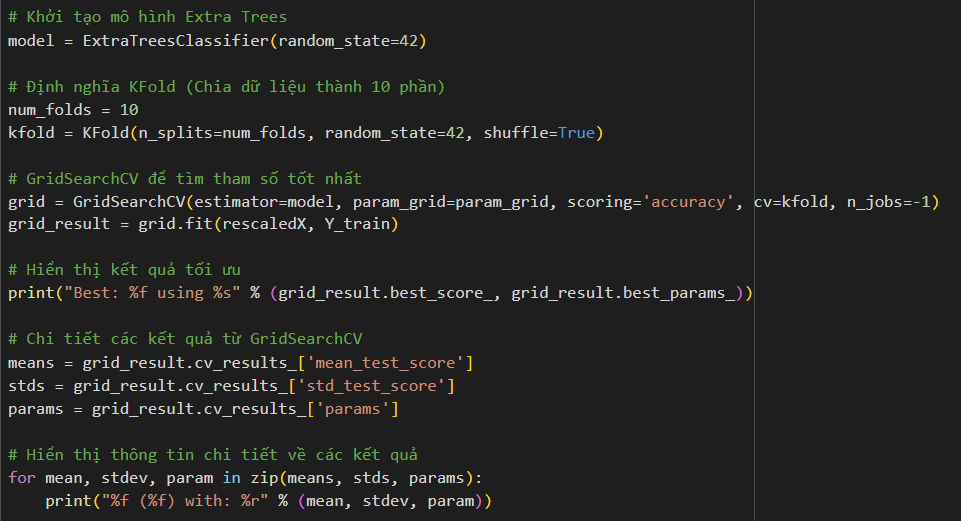 # Khởi tạo mô hình Extra Trees
model = ExtraTreesClassifier(random_state=42)
# Định nghĩa KFold (Chia dữ liệu thành 10 phần)
num_folds = 10
kfold = KFold(n_splits=num_folds, random_state=42, shuffle=True)
# GridSearchCV để tìm tham số tốt nhất
grid = GridSearchCV(estimator=model, param_grid=param_grid, scoring='accuracy', cv=kfold, n_jobs=-1)
grid_result = grid.fit(rescaledX, Y_train)
# Hiển thị kết quả tối ưu
print("Best: %f using %s" % (grid_result.best_score_, grid_result.best_params_))
# Chi tiết các kết quả từ GridSearchCV
means = grid_result.cv_results_['mean_test_score']
stds = grid_result.cv_results_['std_test_score']
params = grid_result.cv_results_['params']
# Hiển thị thông tin chi tiết về các kết quả
for mean, stdev, param in zip(means, stds, params):
    print("%f (%f) with: %r" % (mean, stdev, param))